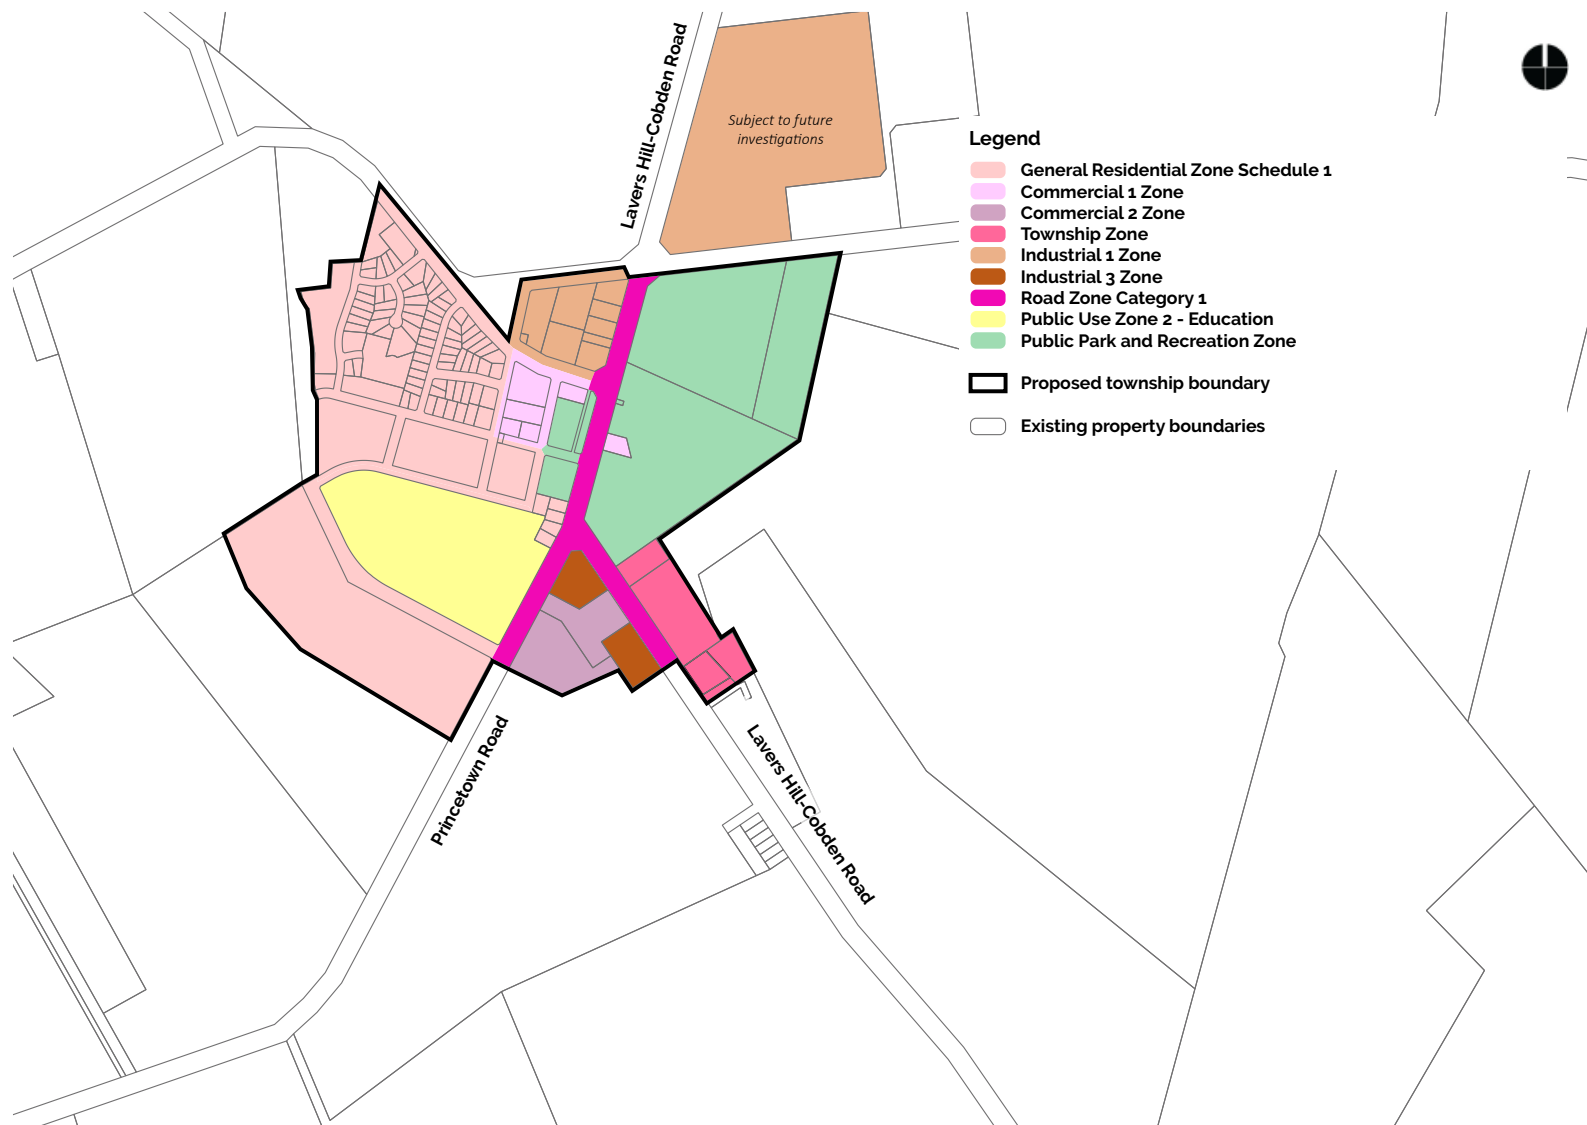 Lavers Hill-Cobden Road
Subject to future
investigations
Legend
General Residential Zone Schedule 1
Commercial 1 Zone
Commercial 2 Zone
Township Zone
Industrial 1 Zone
Industrial 3 Zone
Road Zone Category 1
Public Use Zone 2 - Education
Public Park and Recreation Zone
Proposed township boundary
Existing property boundaries
Princetown Road
Lavers Hill-Cobden Road